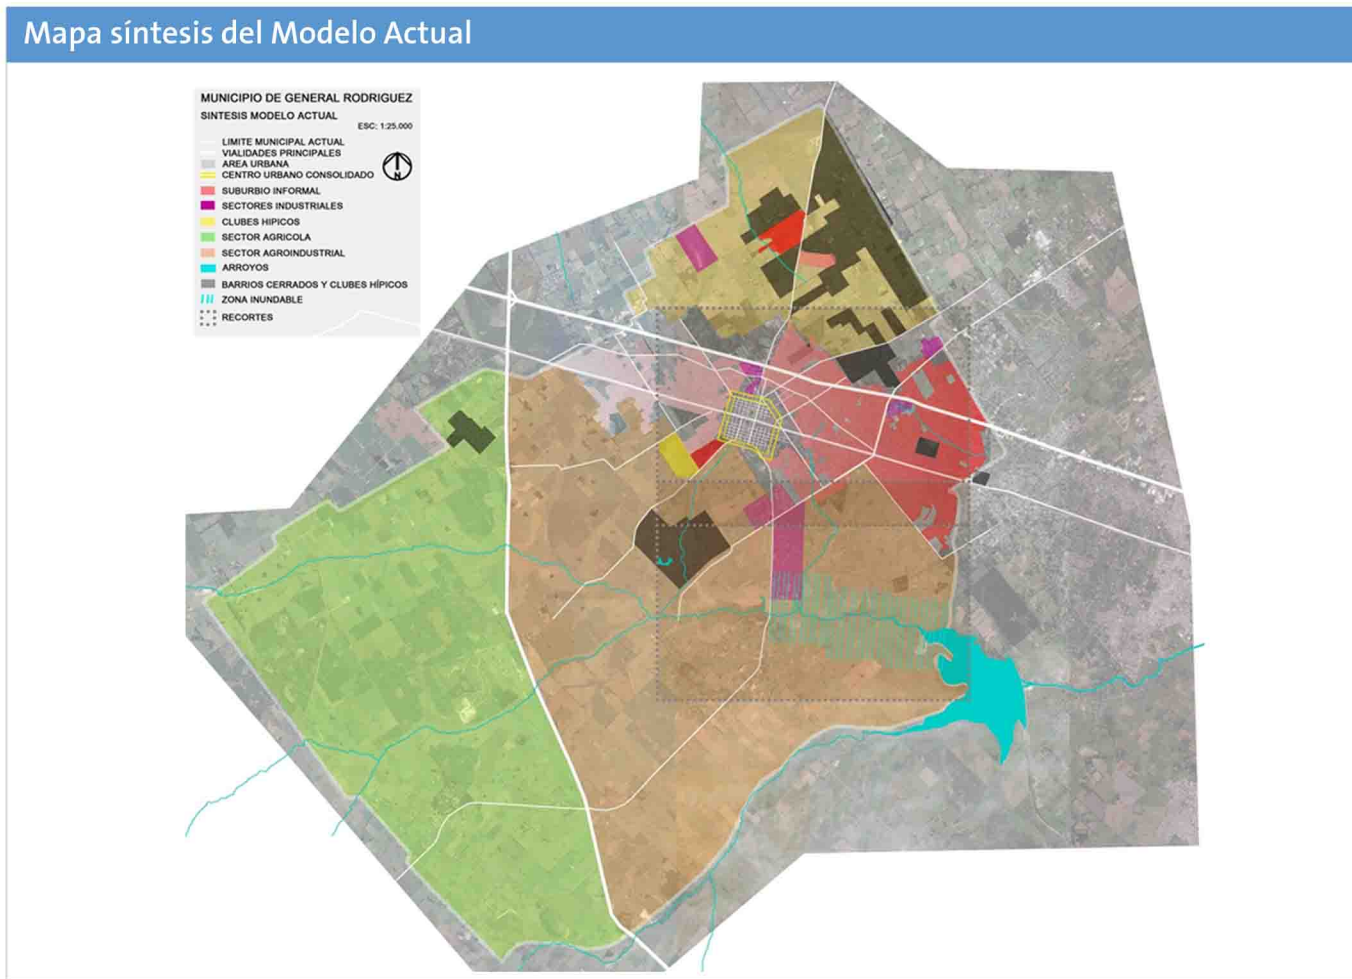 Mapa síntesis del Modelo Actual
MUNICIPIO DE GENERAL RODRIGUEZ
SINTESIS MODELO ACTUAL
ESC: 1:25.000
LIMITE MUNICIPAL ACTUAL
VIALIDADES PRINCIPALES
AREA URBANA
CENTRO URBANO CONSOLIDADO
N
SUBURBIO INFORMAL
SECTORES INDUSTRIALES
CLUBES HIPICOS
SECTOR AGRICOLA
SECTOR AGROINDUSTRIAL
ARROYOS
BARRIOS CERRADOS Y CLUBES HÍPICOS
ZONA INUNDABLE
RECORTES